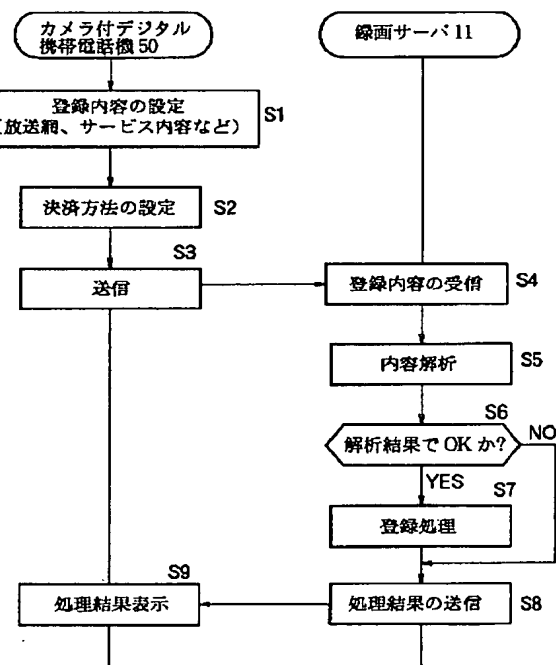 カメラ付デジタル
携帯電話機 50
録画サーバ 11
登録内容の設定
（放送網、サービス内容など）
S1
決済方法の設定
S2
S3
送信
登録内容の受信
S4
内容解析
S5
S6
解析結果で OK か?
NO
YES
S7
登録処理
S9
処理結果表示
処理結果の送信
S8